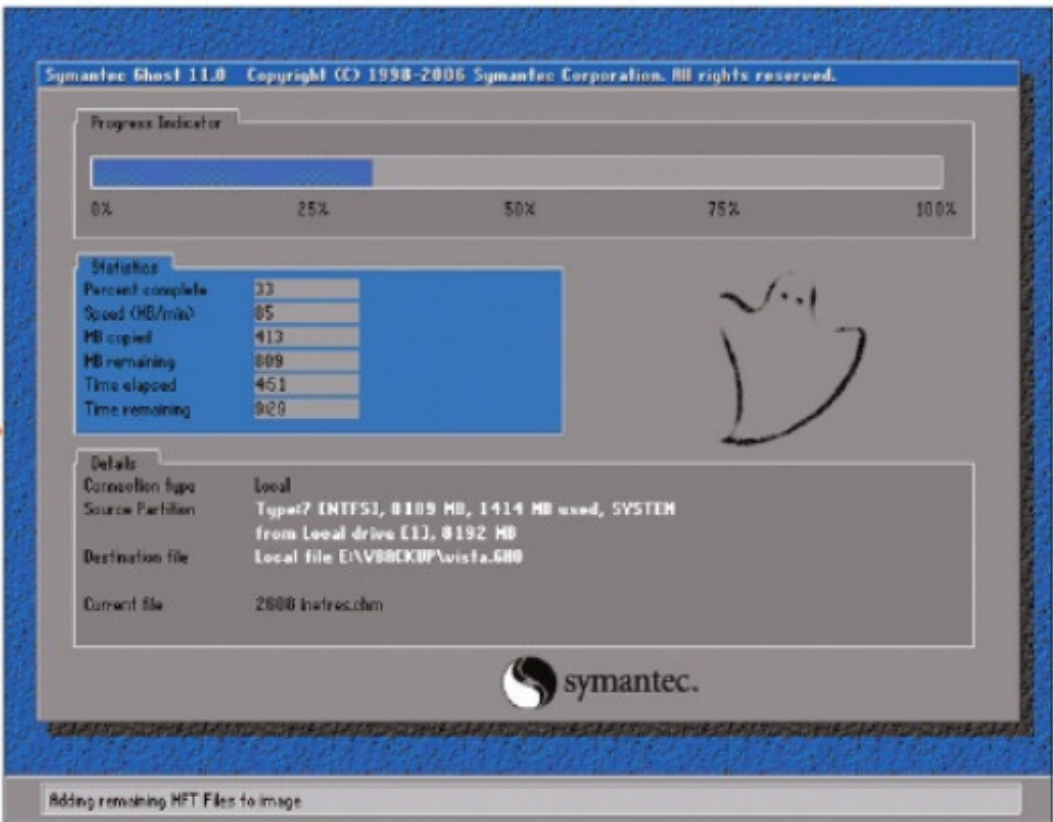 Symantec Ghost 11.0 Copyright (C) 1998-2006 Symantec Corporation. All rights reserved.
Progress Indicator
0% 25% 50% 75% 100%
Statistics
Percent complete 33
Speed (MB/min) 85
MB copied 413
MB remaining 809
Time elapsed 4:51
Time remaining 9:29
Details
Connection type Local
Source Partition Type:7 [NTFS], 8189 MB, 1414 MB used, SYSTEM
from Local drive [1], 8192 MB
Destination file Local file E:\VBACKUP\vista.GHO
Current file 2608 inetres.chm
symantec.
Adding remaining MFT Files to image